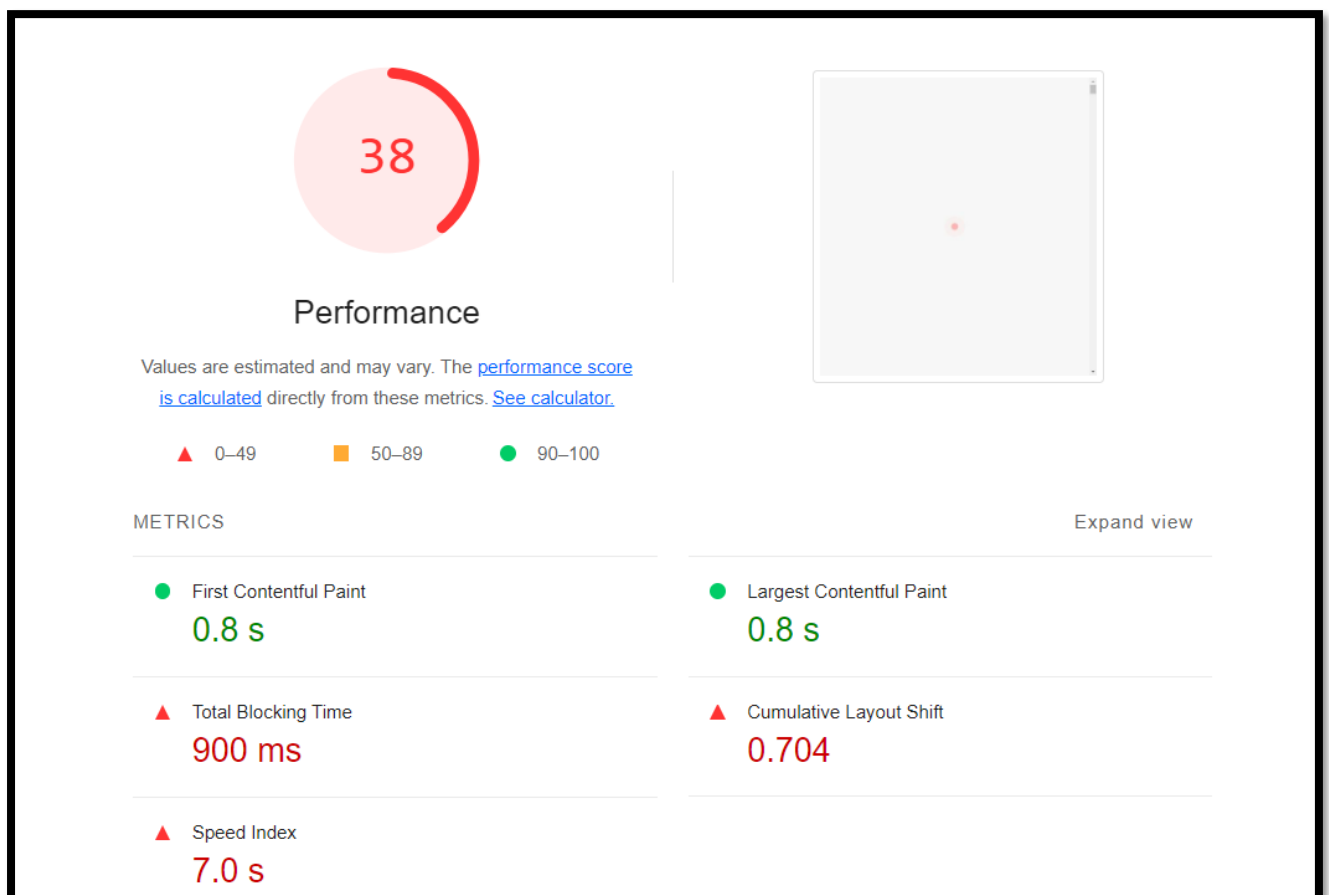 38
Performance
Values are estimated and may vary. The performance score
is calculated directly from these metrics. See calculator.
0–49 50–89 90–100
METRICS Expand view
First Contentful Paint
0.8 s
Largest Contentful Paint
0.8 s
Total Blocking Time
900 ms
Cumulative Layout Shift
0.704
Speed Index
7.0 s